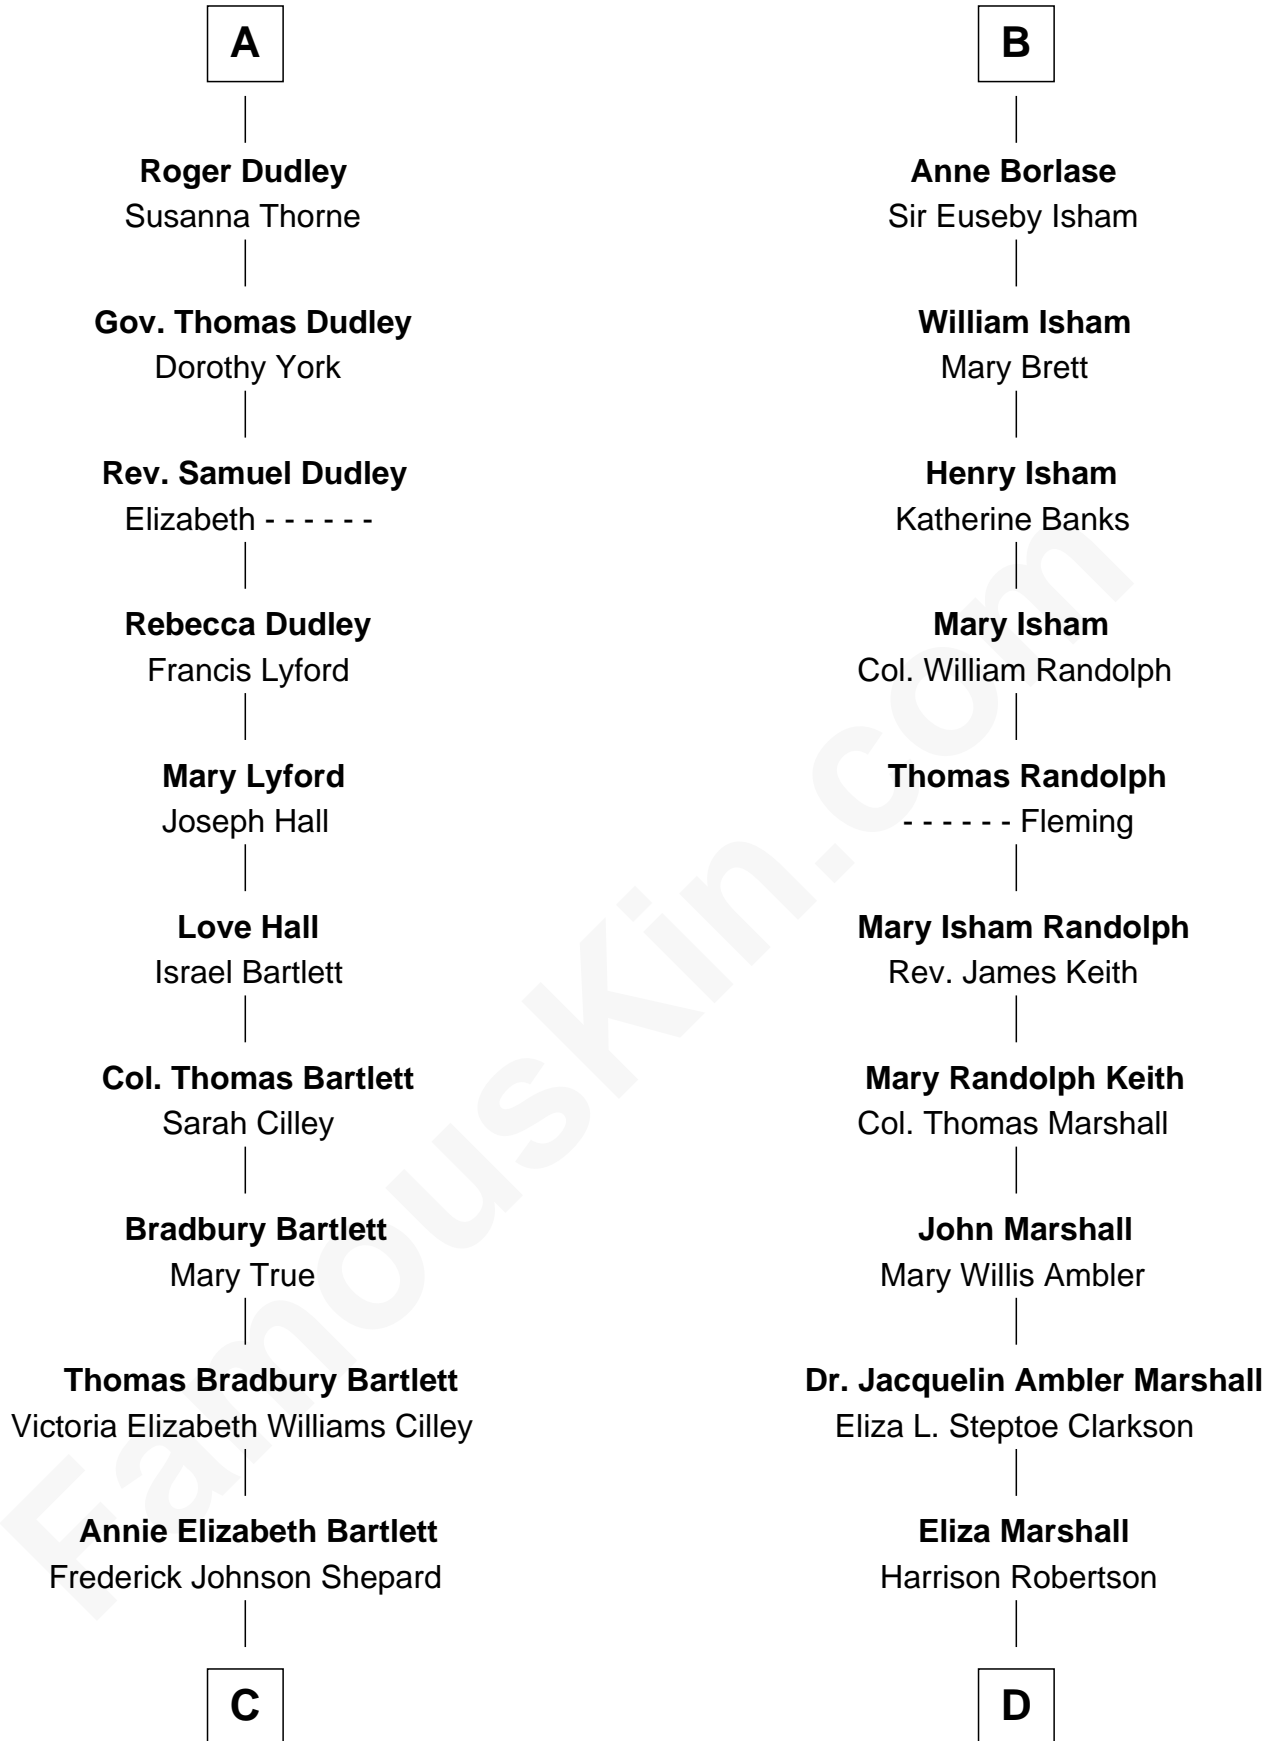 A
Roger Dudley
Susanna Thorne
Gov. Thomas Dudley
Dorothy York
Rev. Samuel Dudley
Elizabeth - - - - - -
Rebecca Dudley
Francis Lyford
Mary Lyford
Joseph Hall
Love Hall
Israel Bartlett
Col. Thomas Bartlett
Sarah Cilley
Bradbury Bartlett
Mary True
Thomas Bradbury Bartlett
Victoria Elizabeth Williams Cilley
Annie Elizabeth Bartlett
Frederick Johnson Shepard
C
B
Anne Borlase
Sir Euseby Isham
William Isham
Mary Brett
Henry Isham
Katherine Banks
Mary Isham
Col. William Randolph
Thomas Randolph
- - - - - - Fleming
Mary Isham Randolph
Rev. James Keith
Mary Randolph Keith
Col. Thomas Marshall
John Marshall
Mary Willis Ambler
Dr. Jacquelin Ambler Marshall
Eliza L. Steptoe Clarkson
Eliza Marshall
Harrison Robertson
D
FamousKin.com